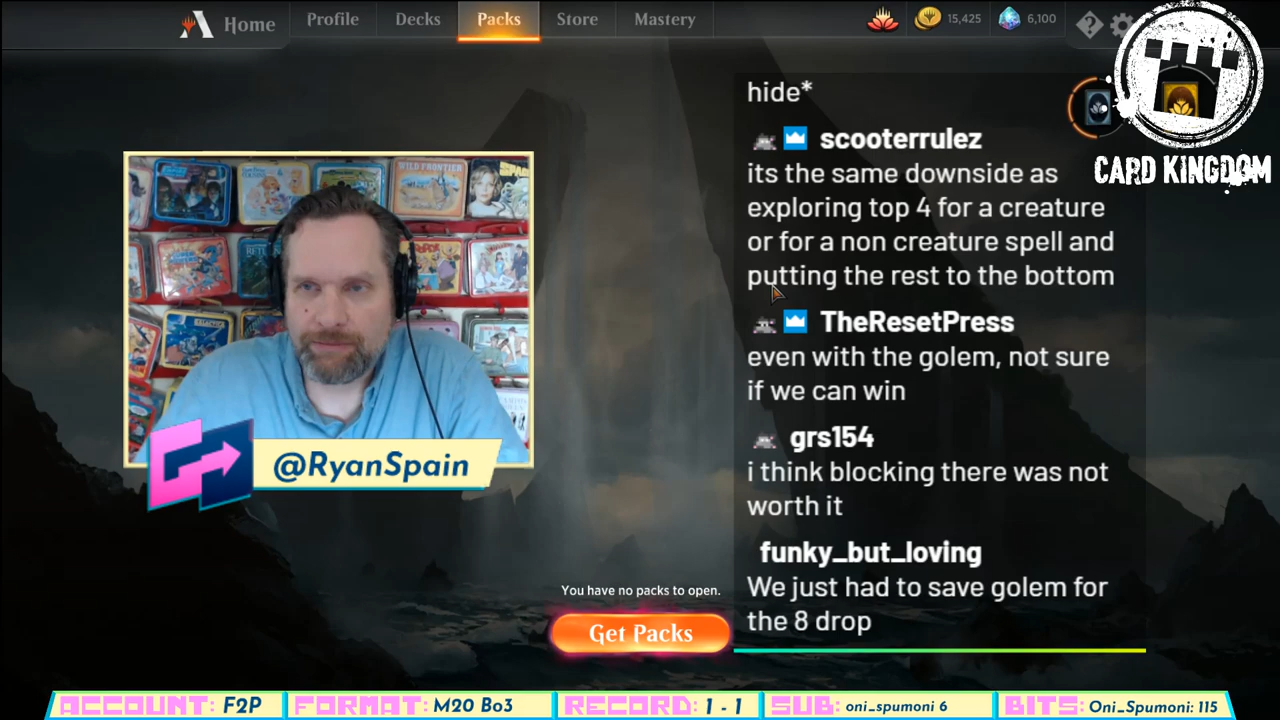 Home
Profile
Decks
Packs
Store
Mastery
15,425
6,100
CARD KINGDOM
hide*
scooterrulez
its the same downside as
exploring top 4 for a creature
or for a non creature spell and
putting the rest to the bottom
TheResetPress
even with the golem, not sure
if we can win
grs154
i think blocking there was not
worth it
funky_but_loving
We just had to save golem for
the 8 drop
WILD FRONTIER
@RyanSpain
You have no packs to open.
Get Packs
ACCOUNT: F2P
FORMAT: M20 Bo3
RECORD: 1 - 1
SUB: oni_spumoni 6
BITS: Oni_Spumoni: 115